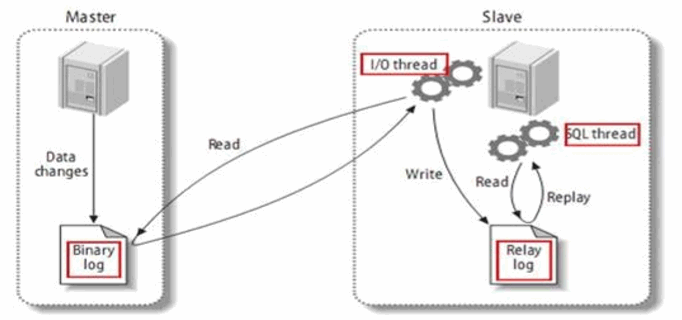 Master
Slave
I/O thread
Data
changes
Read
SQL thread
Write
Read
Replay
Binary
log
Relay
log